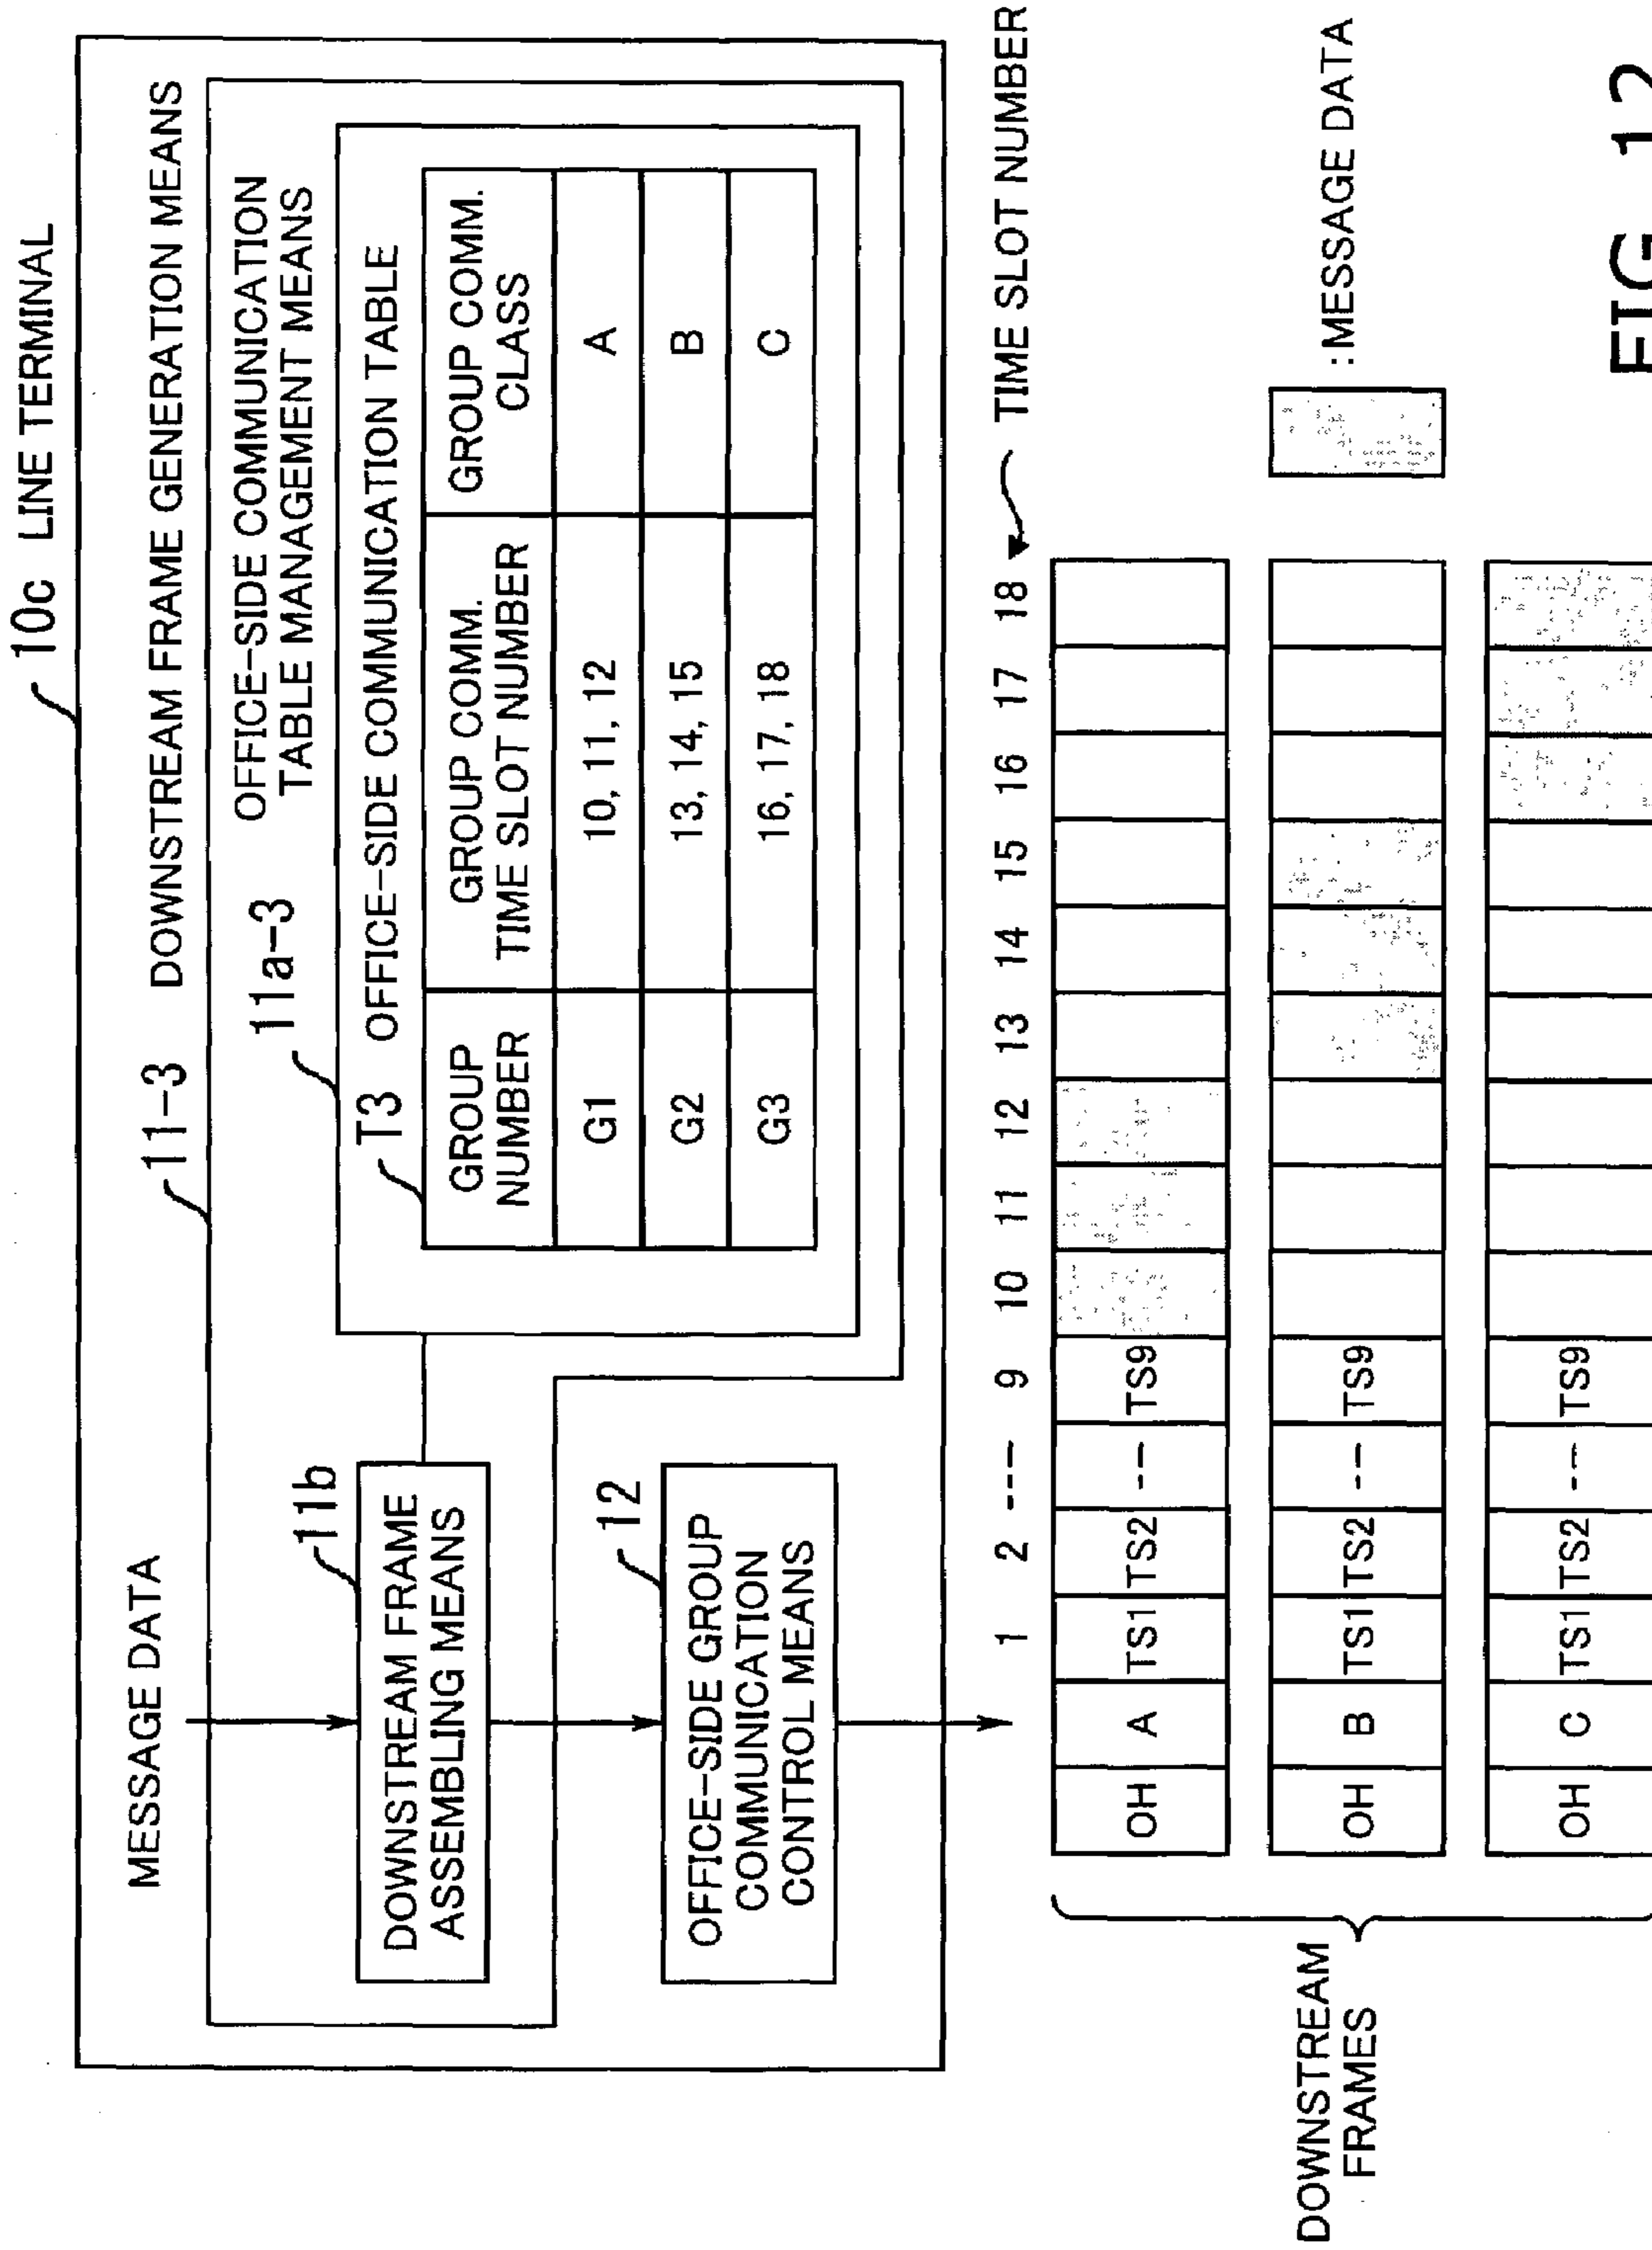 10c LINE TERMINAL
MESSAGE DATA
11-3 DOWNSTREAM FRAME GENERATION MEANS
11b
DOWNSTREAM FRAME
ASSEMBLING MEANS
12
OFFICE-SIDE GROUP
COMMUNICATION
CONTROL MEANS
11a-3
OFFICE-SIDE COMMUNICATION
TABLE MANAGEMENT MEANS
T3 OFFICE-SIDE COMMUNICATION TABLE
GROUP NUMBER GROUP COMM. TIME SLOT NUMBER GROUP COMM. CLASS
G1 10, 11, 12 A
G2 13, 14, 15 B
G3 16, 17, 18 C
1 2 --- 9 10 11 12 13 14 15 16 17 18 TIME SLOT NUMBER
DOWNSTREAM
FRAMES
OH A TS1 TS2 -- TS9
OH B TS1 TS2 -- TS9
OH C TS1 TS2 -- TS9
:MESSAGE DATA
FIG. 12